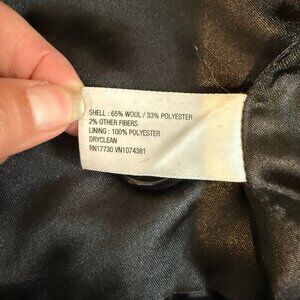 SHELL : 65% WOOL / 33% POLYESTER
2% OTHER FIBERS
LINING : 100% POLYESTER
DRYCLEAN
RN17730 VN1074381